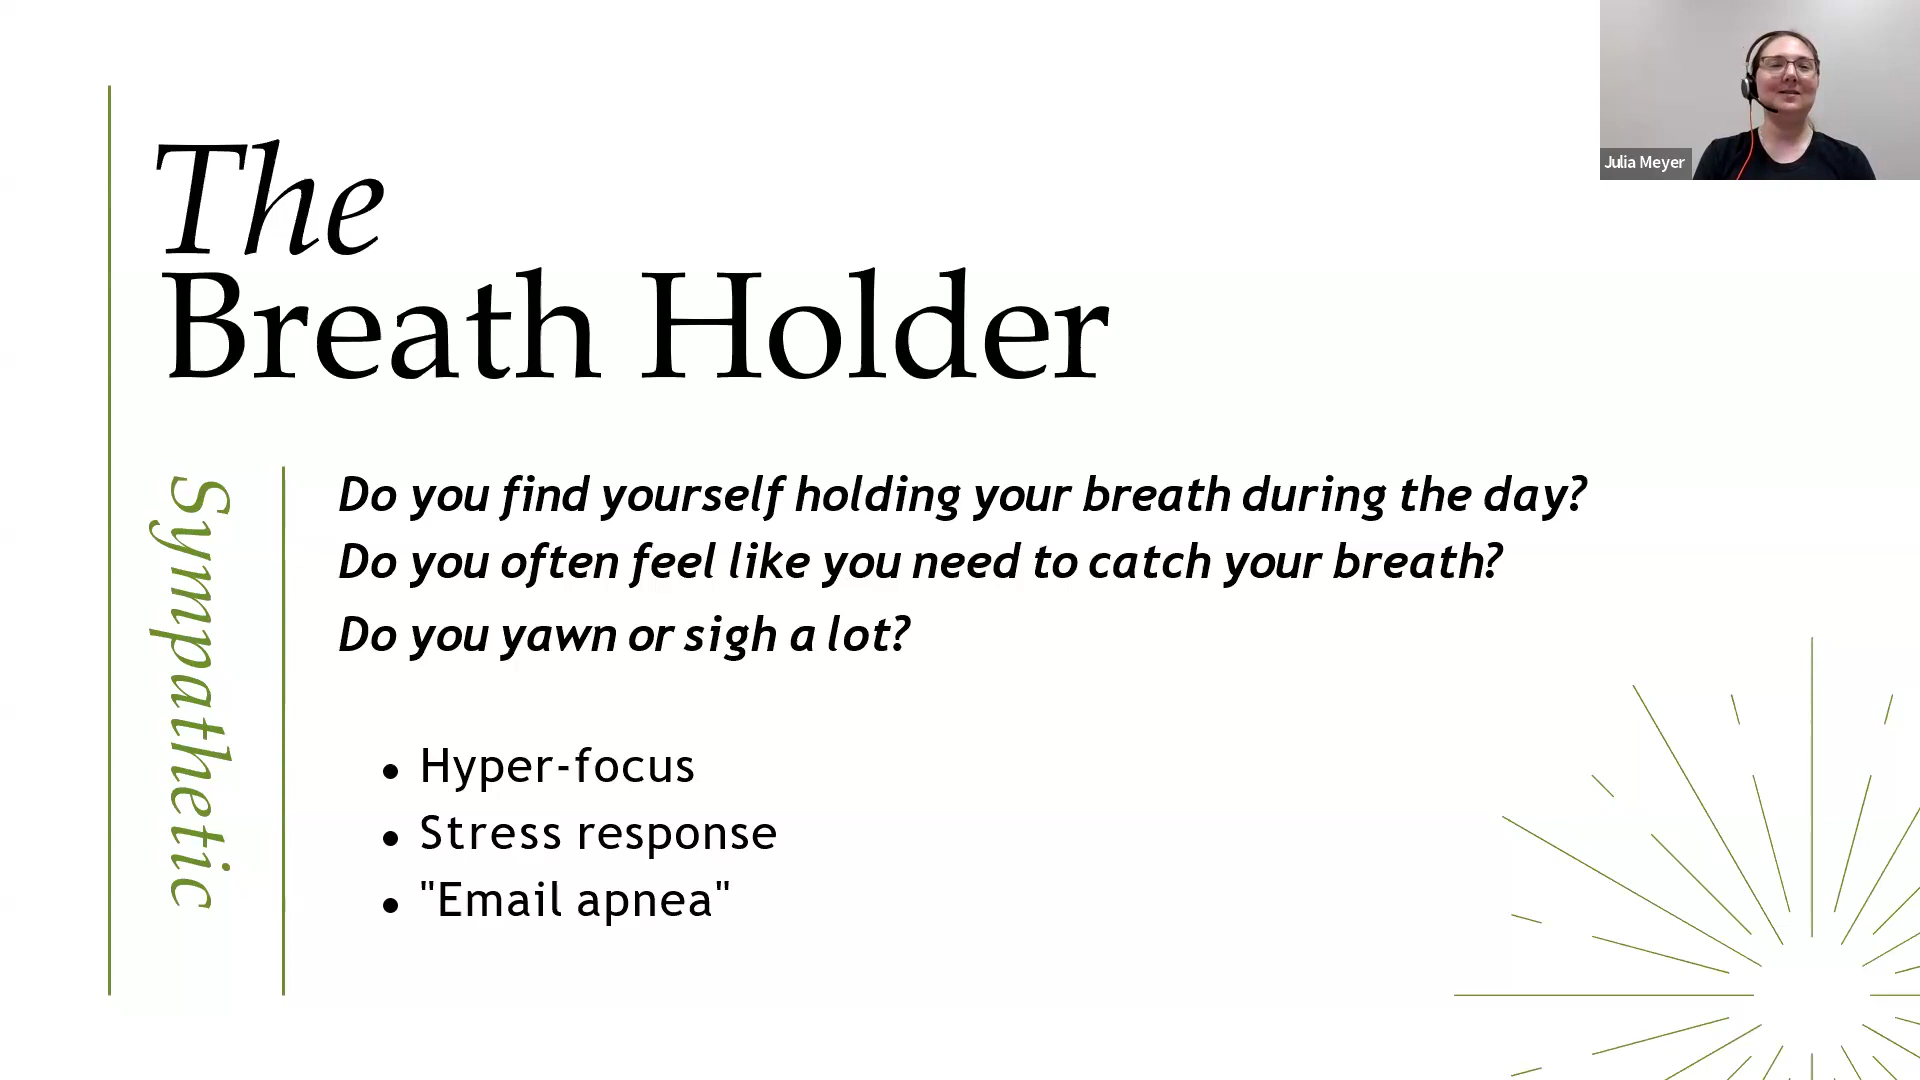 Julia Meyer
The
Breath Holder
Sympathetic
Do you find yourself holding your breath during the day?
Do you often feel like you need to catch your breath?
Do you yawn or sigh a lot?
• Hyper-focus
• Stress response
• "Email apnea"